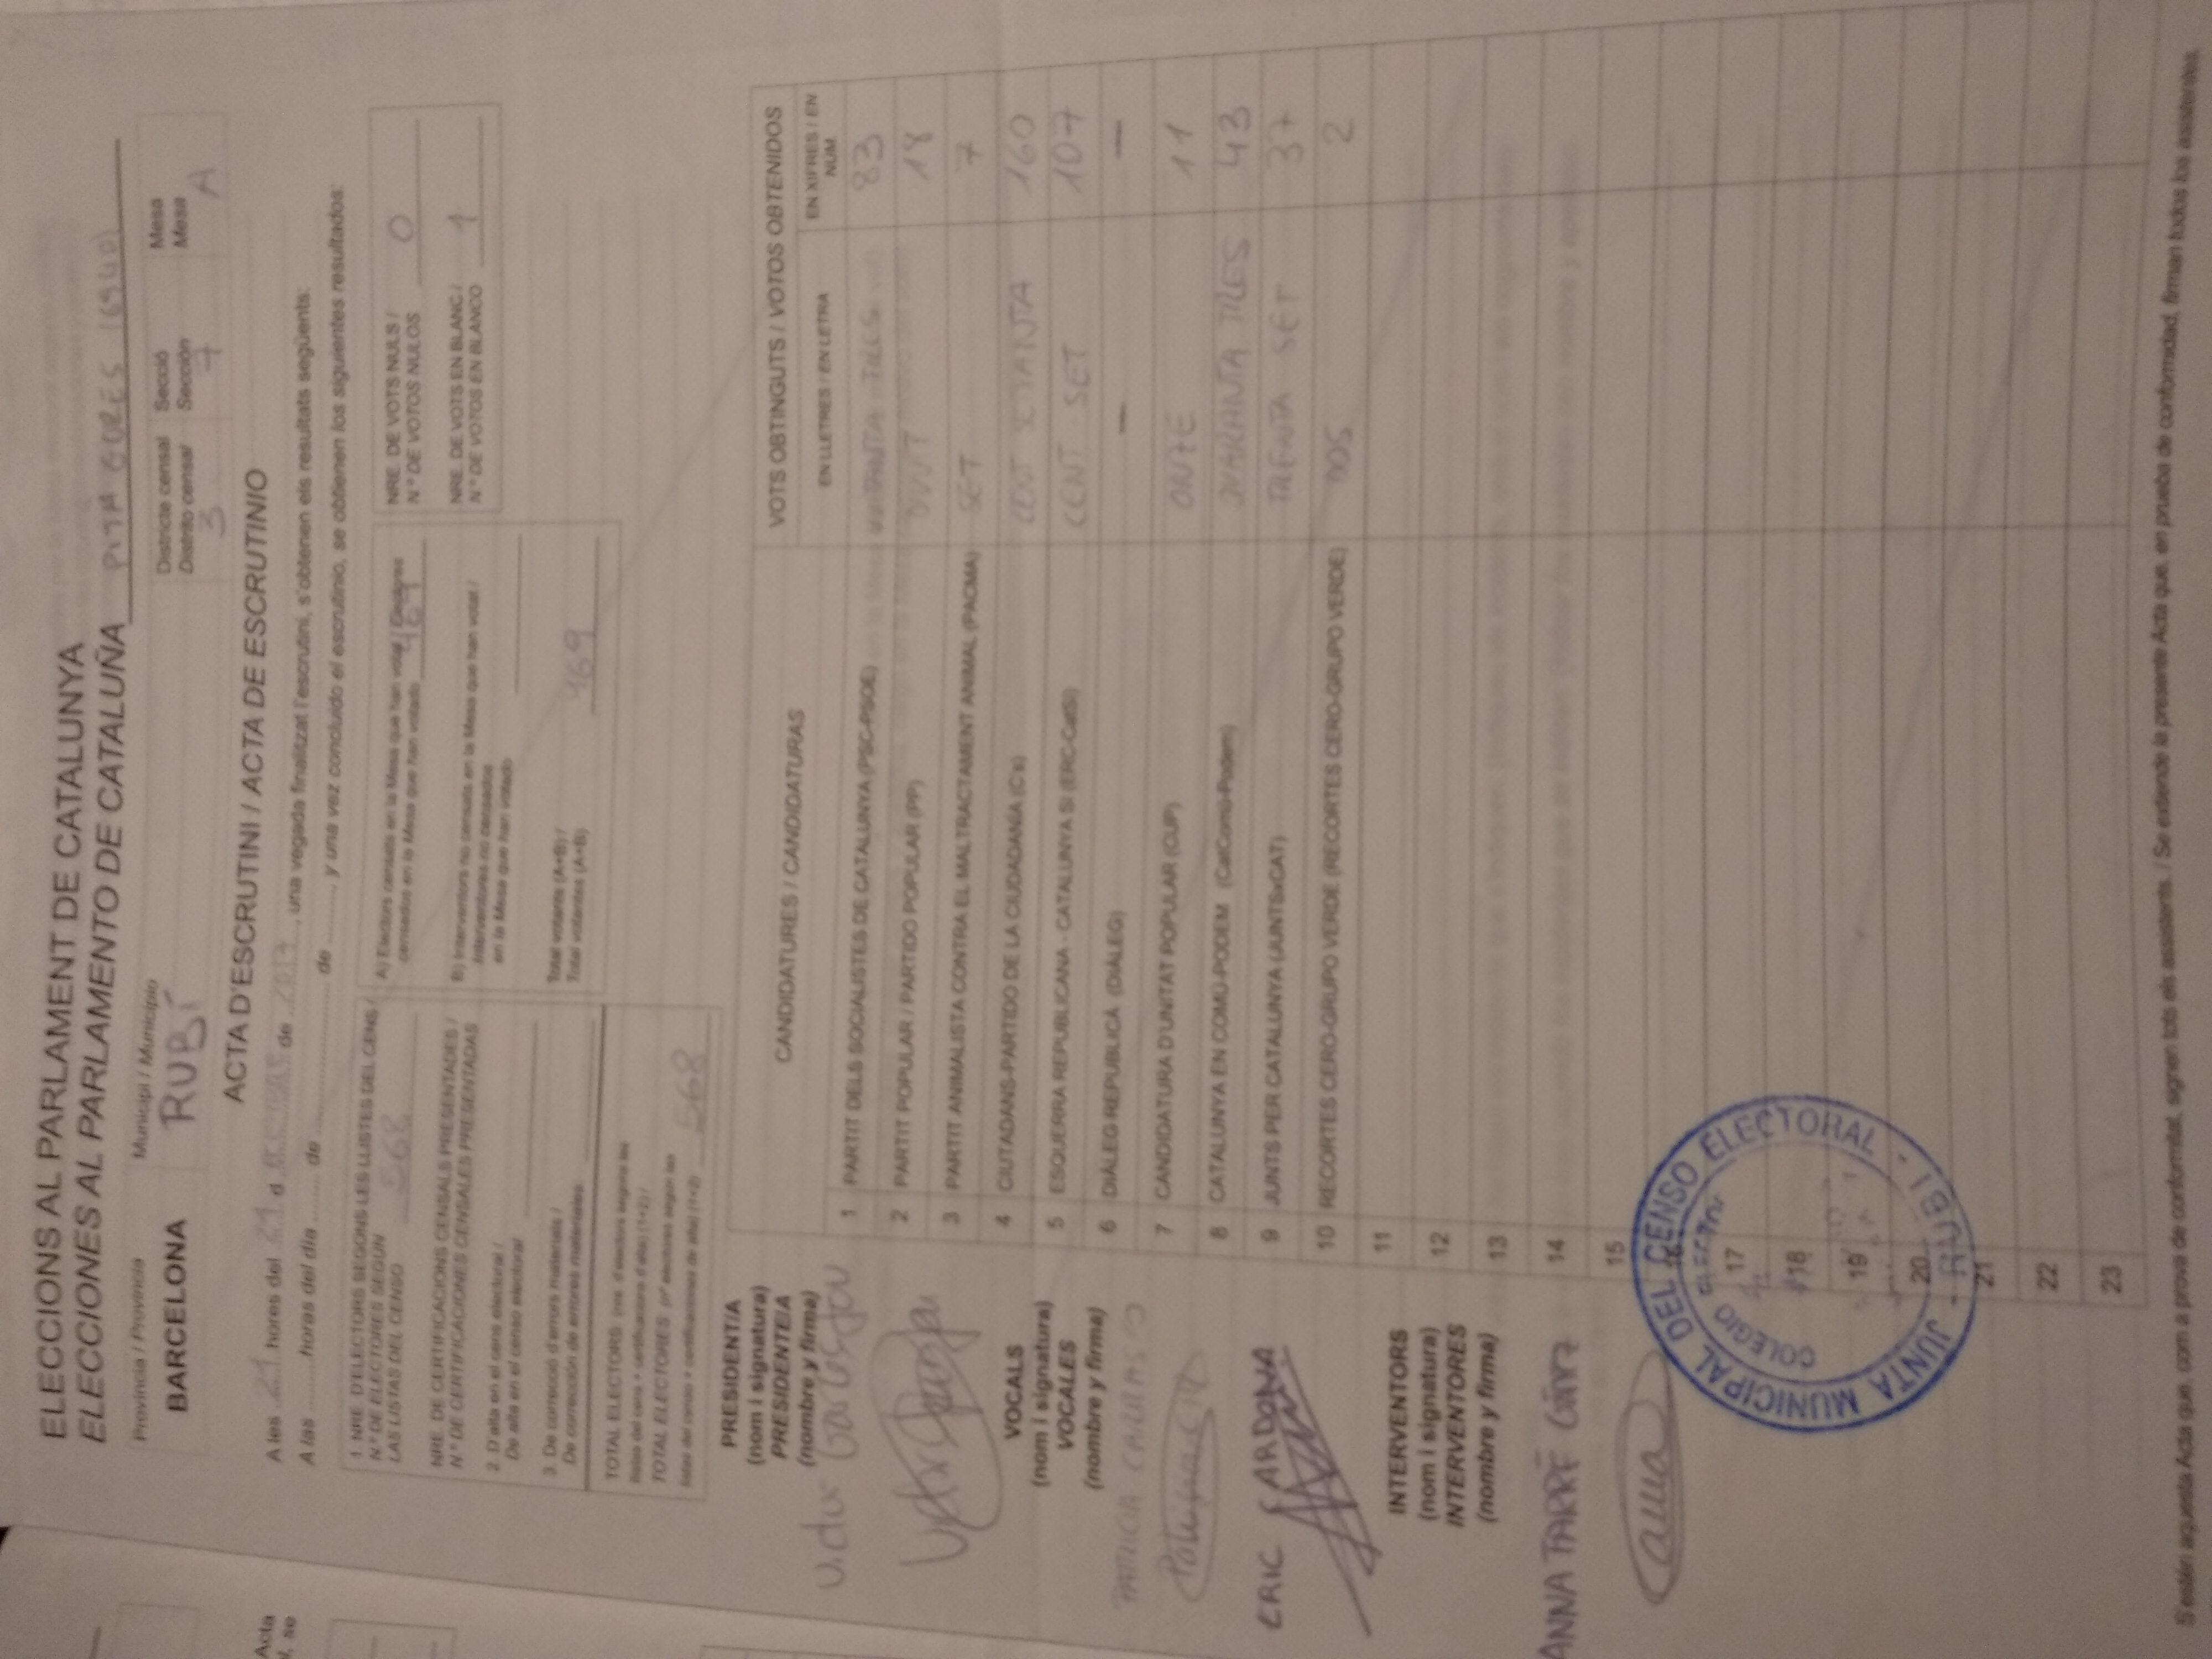 ELECCIONS AL PARLAMENT DE CATALUNYA
ELECCIONES AL PARLAMENTO DE CATALUÑA PITA GORES (6940)
Província / Provincia
BARCELONA
Municipi / Municipio
RUBÍ
Districte censal
Distrito censal
3
Secció
Sección
7
Mesa
Mesa
A
ACTA D'ESCRUTINI / ACTA DE ESCRUTINIO
A les 21 hores del 21 d de 2017, una vegada finalitzat l'escrutini, s'obtenen els resultats següents:
A las .........horas del día ........ de ............................ de .........., y una vez concluido el escrutinio, se obtienen los siguientes resultados:
1. NRE. D'ELECTORS SEGONS LES LLISTES DEL CENS /
N.º DE ELECTORES SEGÚN
LAS LISTAS DEL CENSO 568
NRE. DE CERTIFICACIONS CENSALS PRESENTADES /
N.º DE CERTIFICACIONES CENSALES PRESENTADAS
2. D'alta en el cens electoral /
De alta en el censo electoral
3. De correcció d'errors materials /
De corrección de errores materiales:
TOTAL ELECTORS: (nre. d'electors segons les
llistes del cens + certificacions d'alta) (1+2) /
TOTAL ELECTORES: (nº electores según las
listas del censo + certificaciones de alta) (1+2) 568
A) Electors censats en la Mesa que han votat / Electores
censados en la Mesa que han votado 469
B) Interventors no censats en la Mesa que han votat /
Interventores no censados
en la Mesa que han votado
Total votants (A+B) /
Total votantes (A+B) 469
NRE. DE VOTS NULS /
N.º DE VOTOS NULOS 0
NRE. DE VOTS EN BLANC /
N.º DE VOTOS EN BLANCO 1
PRESIDENT/A
(nom i signatura)
PRESIDENTE/A
(nombre y firma)
VOCALS
(nom i signatura)
VOCALES
(nombre y firma)
PATRICIA CARRASCO
ERIC CARDONA
INTERVENTORS
(nom i signatura)
INTERVENTORES
(nombre y firma)
ANNA FARRÉ
anna
CANDIDATURES / CANDIDATURAS
VOTS OBTINGUTS / VOTOS OBTENIDOS
EN LLETRES / EN LETRA
EN XIFRES / EN
NÚM.
1 PARTIT DELS SOCIALISTES DE CATALUNYA (PSC-PSOE) VUITANTA TRES 83
2 PARTIT POPULAR / PARTIDO POPULAR (PP) DIVUIT 18
3 PARTIT ANIMALISTA CONTRA EL MALTRACTAMENT ANIMAL (PACMA) SET 7
4 CIUTADANS-PARTIDO DE LA CIUDADANÍA (C's) CENT SETANTA 160
5 ESQUERRA REPUBLICANA - CATALUNYA SÍ (ERC-CatSí) CENT SET 107
6 DIÀLEG REPUBLICÀ (DIÀLEG) — —
7 CANDIDATURA D'UNITAT POPULAR (CUP) ONZE 11
8 CATALUNYA EN COMÚ-PODEM (CatComú-Podem) QUARANTA TRES 43
9 JUNTS PER CATALUNYA (JUNTSxCAT) TRENTA SET 37
10 RECORTES CERO-GRUPO VERDE (RECORTES CERO-GRUPO VERDE) DOS 2
11
12
13
14
15
16
17
18
19
20
21
22
23
JUNTA MUNICIPAL DEL CENSO ELECTORAL - RUBÍ -
COLEGIO
S'estén aquesta Acta que, com a prova de conformitat, signen tots els assistents. / Se extiende la presente Acta que, en prueba de conformidad, firman todos los asistentes.